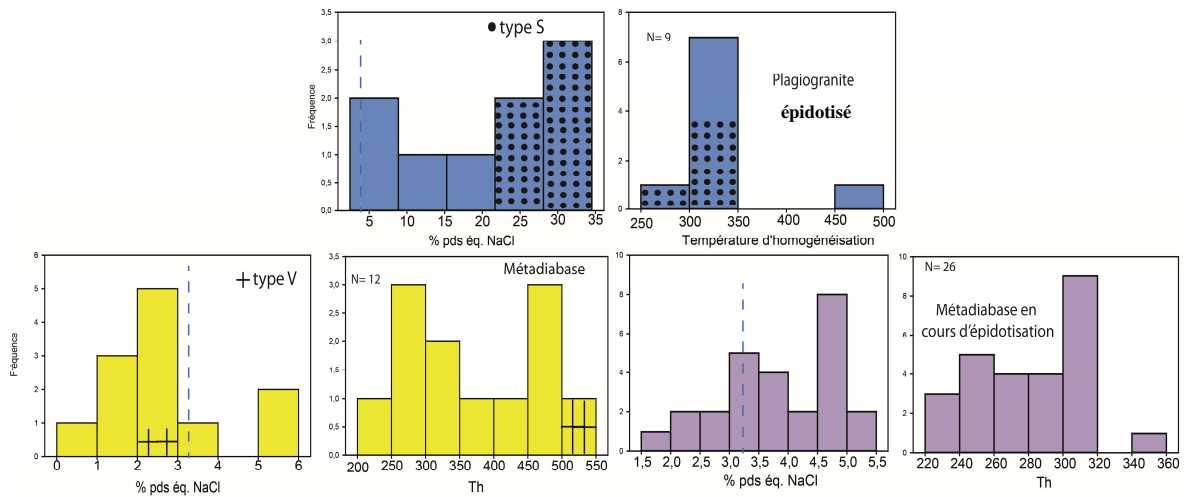 3,5
3,0
2,5
2,0
1,5
1,0
0,5
0,0
Fréquence
● type S
5 10 15 20 25 30 35
% pds éq. NaCl
8
6
4
2
0
N= 9
Plagiogranite
épidotisé
250 300 350 400 450 500
Température d'homogénéisation
6
5
4
3
2
1
0
Fréquence
+ type V
0 1 2 3 4 5 6
% pds éq. NaCl
3,5
3,0
2,5
2,0
1,5
1,0
0,5
0,0
N= 12
Métadiabase
200 250 300 350 400 450 500 550
Th
10
8
6
4
2
0
1,5 2,0 2,5 3,0 3,5 4,0 4,5 5,0 5,5
% pds éq. NaCl
10
8
6
4
2
0
N= 26
Métadiabase en
cours d'épidotisation
220 240 260 280 300 320 340 360
Th